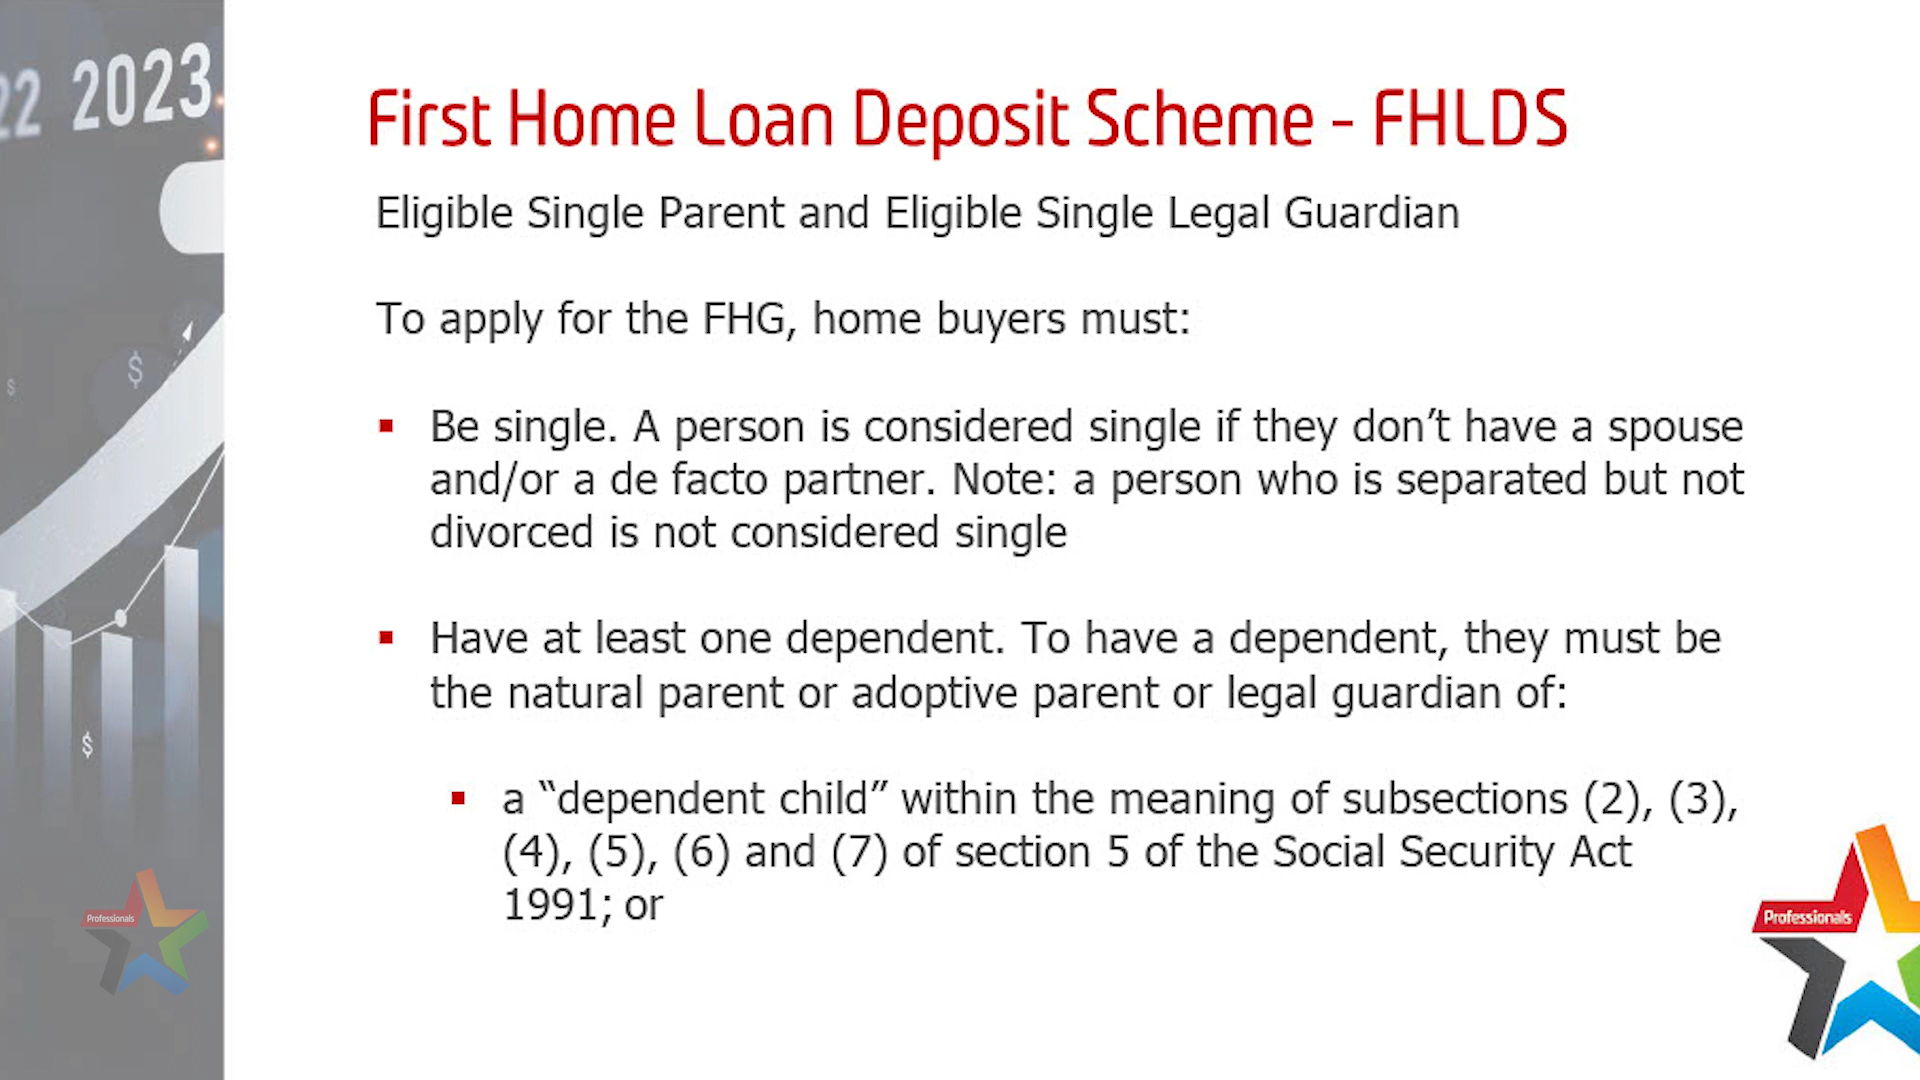 22 2023
First Home Loan Deposit Scheme - FHLDS
Eligible Single Parent and Eligible Single Legal Guardian
To apply for the FHG, home buyers must:
▪ Be single. A person is considered single if they don’t have a spouse
and/or a de facto partner. Note: a person who is separated but not
divorced is not considered single
▪ Have at least one dependent. To have a dependent, they must be
the natural parent or adoptive parent or legal guardian of:
▪ a “dependent child” within the meaning of subsections (2), (3),
(4), (5), (6) and (7) of section 5 of the Social Security Act
1991; or
$
$
$
Professionals
Professionals